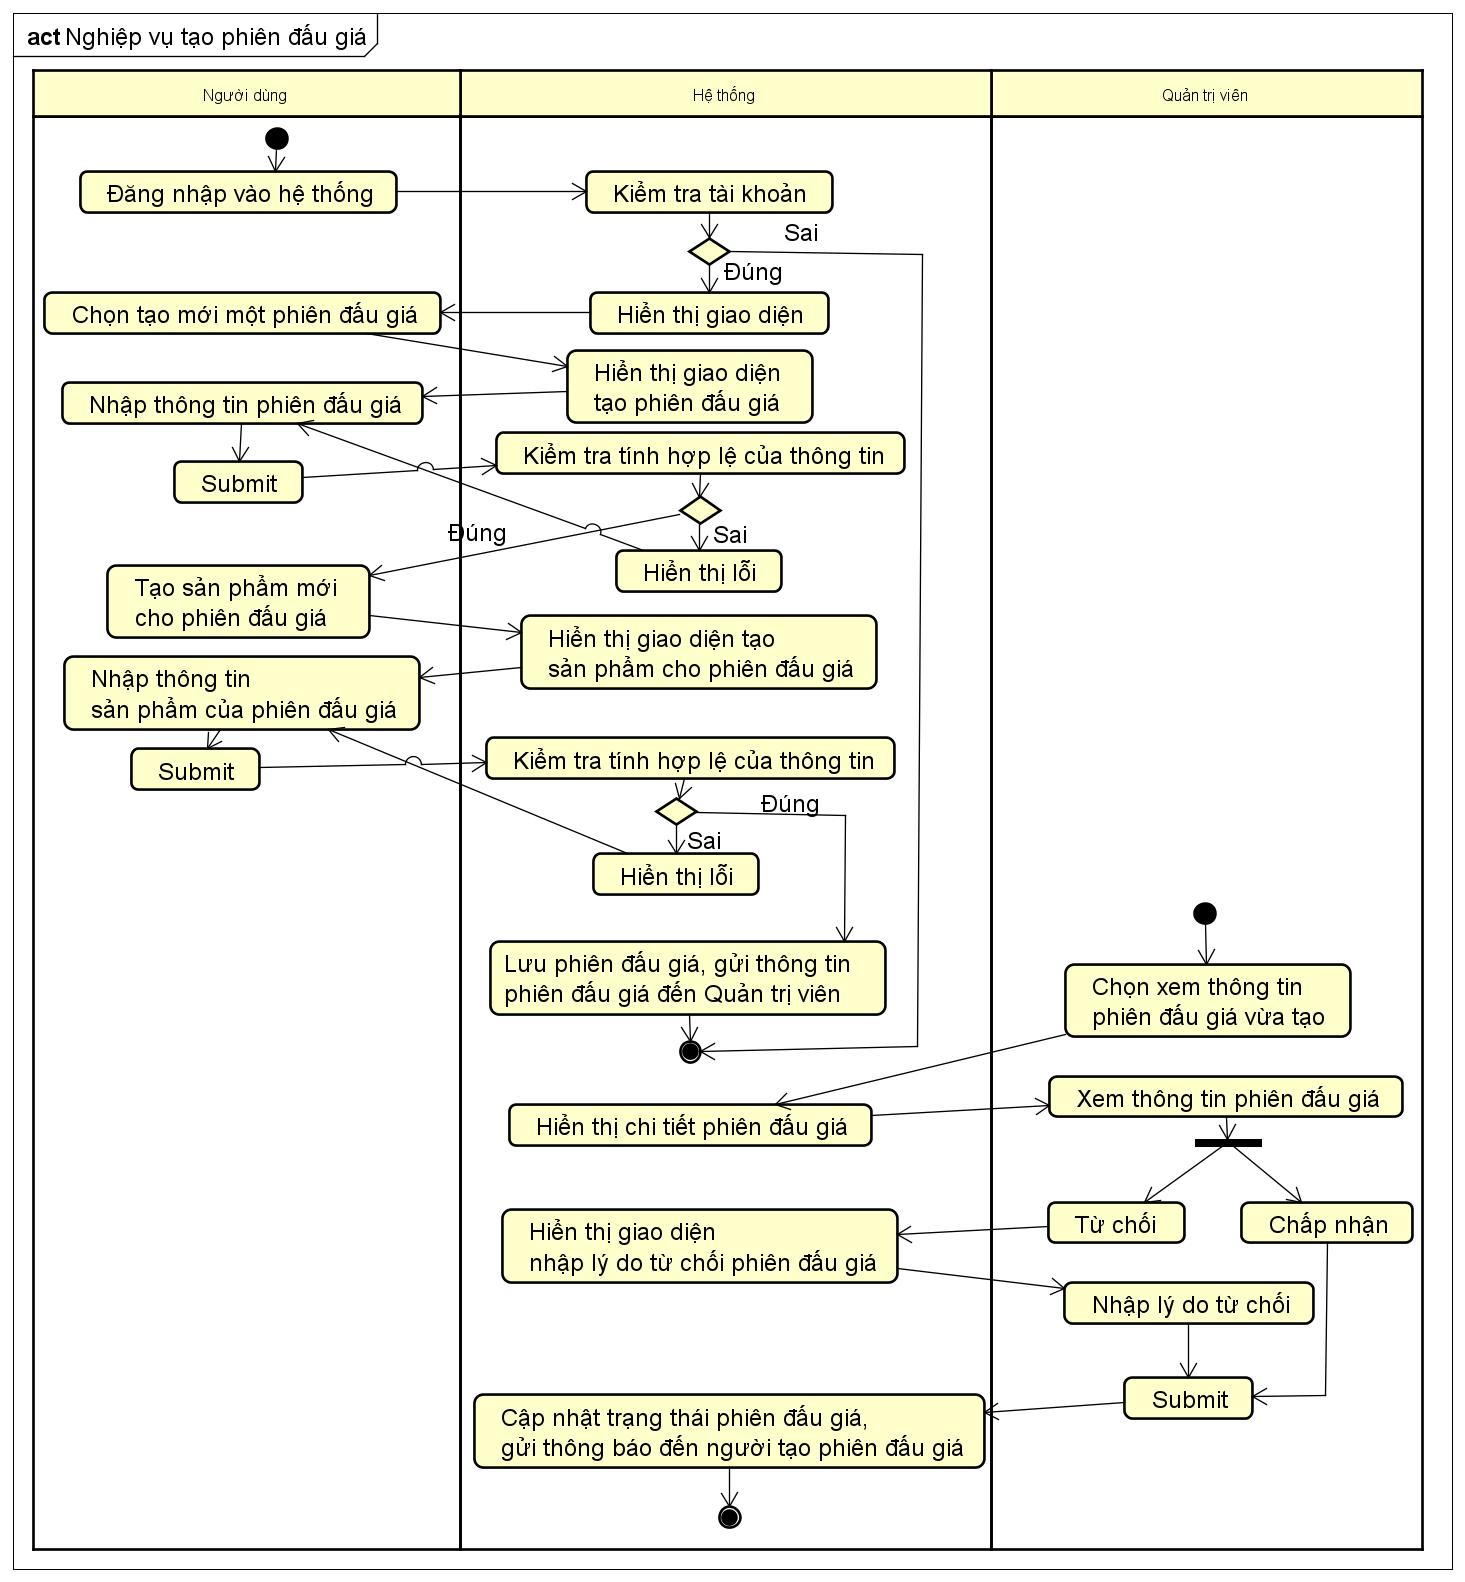 act Nghiệp vụ tạo phiên đấu giá
Người dùng
Hệ thống
Quản trị viên
Đăng nhập vào hệ thống
Kiểm tra tài khoản
Sai
Đúng
Chọn tạo mới một phiên đấu giá
Hiển thị giao diện
Hiển thị giao diện
tạo phiên đấu giá
Nhập thông tin phiên đấu giá
Kiểm tra tính hợp lệ của thông tin
Submit
Đúng
Sai
Hiển thị lỗi
Tạo sản phẩm mới
cho phiên đấu giá
Hiển thị giao diện tạo
sản phẩm cho phiên đấu giá
Nhập thông tin
sản phẩm của phiên đấu giá
Submit
Kiểm tra tính hợp lệ của thông tin
Đúng
Sai
Hiển thị lỗi
Lưu phiên đấu giá, gửi thông tin
phiên đấu giá đến Quản trị viên
Chọn xem thông tin
phiên đấu giá vừa tạo
Xem thông tin phiên đấu giá
Hiển thị chi tiết phiên đấu giá
Từ chối
Chấp nhận
Hiển thị giao diện
nhập lý do từ chối phiên đấu giá
Nhập lý do từ chối
Submit
Cập nhật trạng thái phiên đấu giá,
gửi thông báo đến người tạo phiên đấu giá